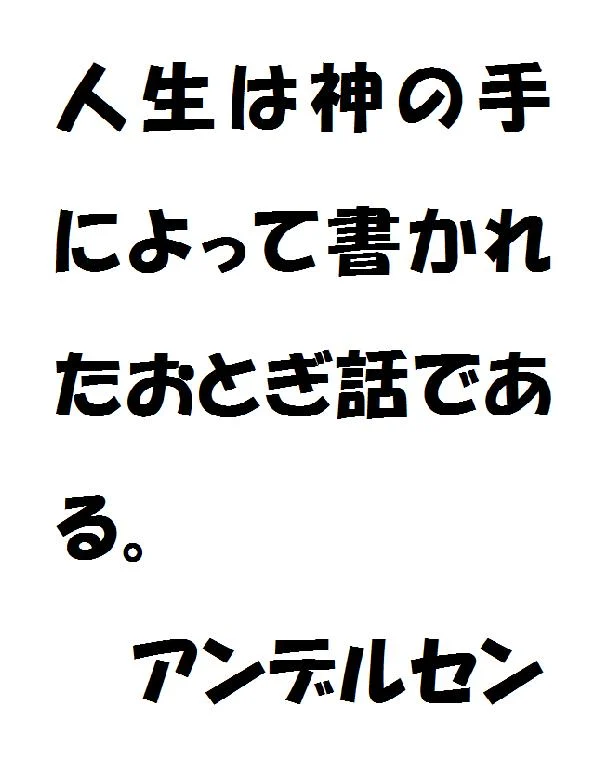 人生は神の手
によって書かれ
たおとぎ話であ
る。
アンデルセン